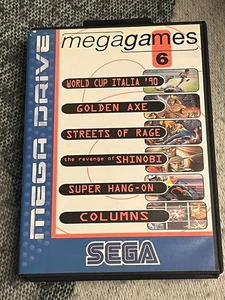 MEGA DRIVE
megagames
6
WORLD CUP ITALIA '90
GOLDEN AXE
STREETS OF RAGE
the revenge of SHINOBI
SUPER HANG-ON
COLUMNS
SEGA